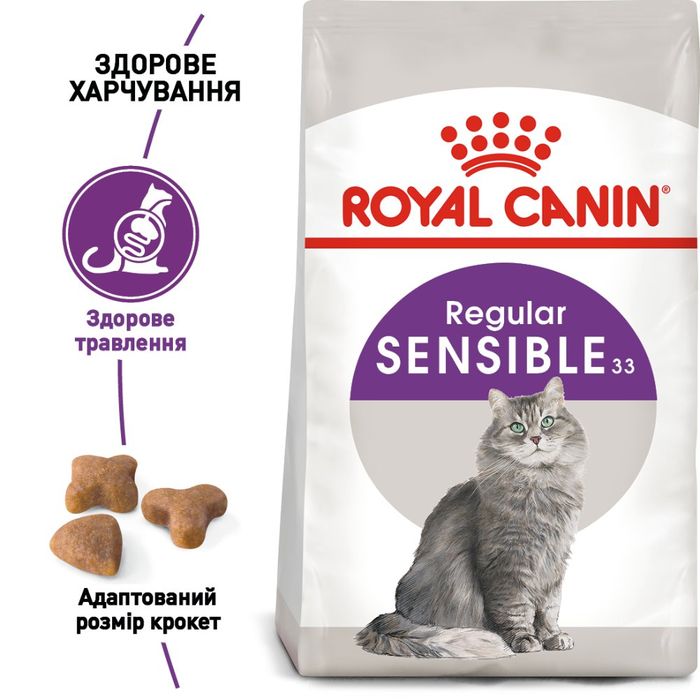 ЗДОРОВЕ
ХАРЧУВАННЯ
Здорове
травлення
Адаптований
розмір крокет
ROYAL CANIN®
Regular
SENSIBLE 33